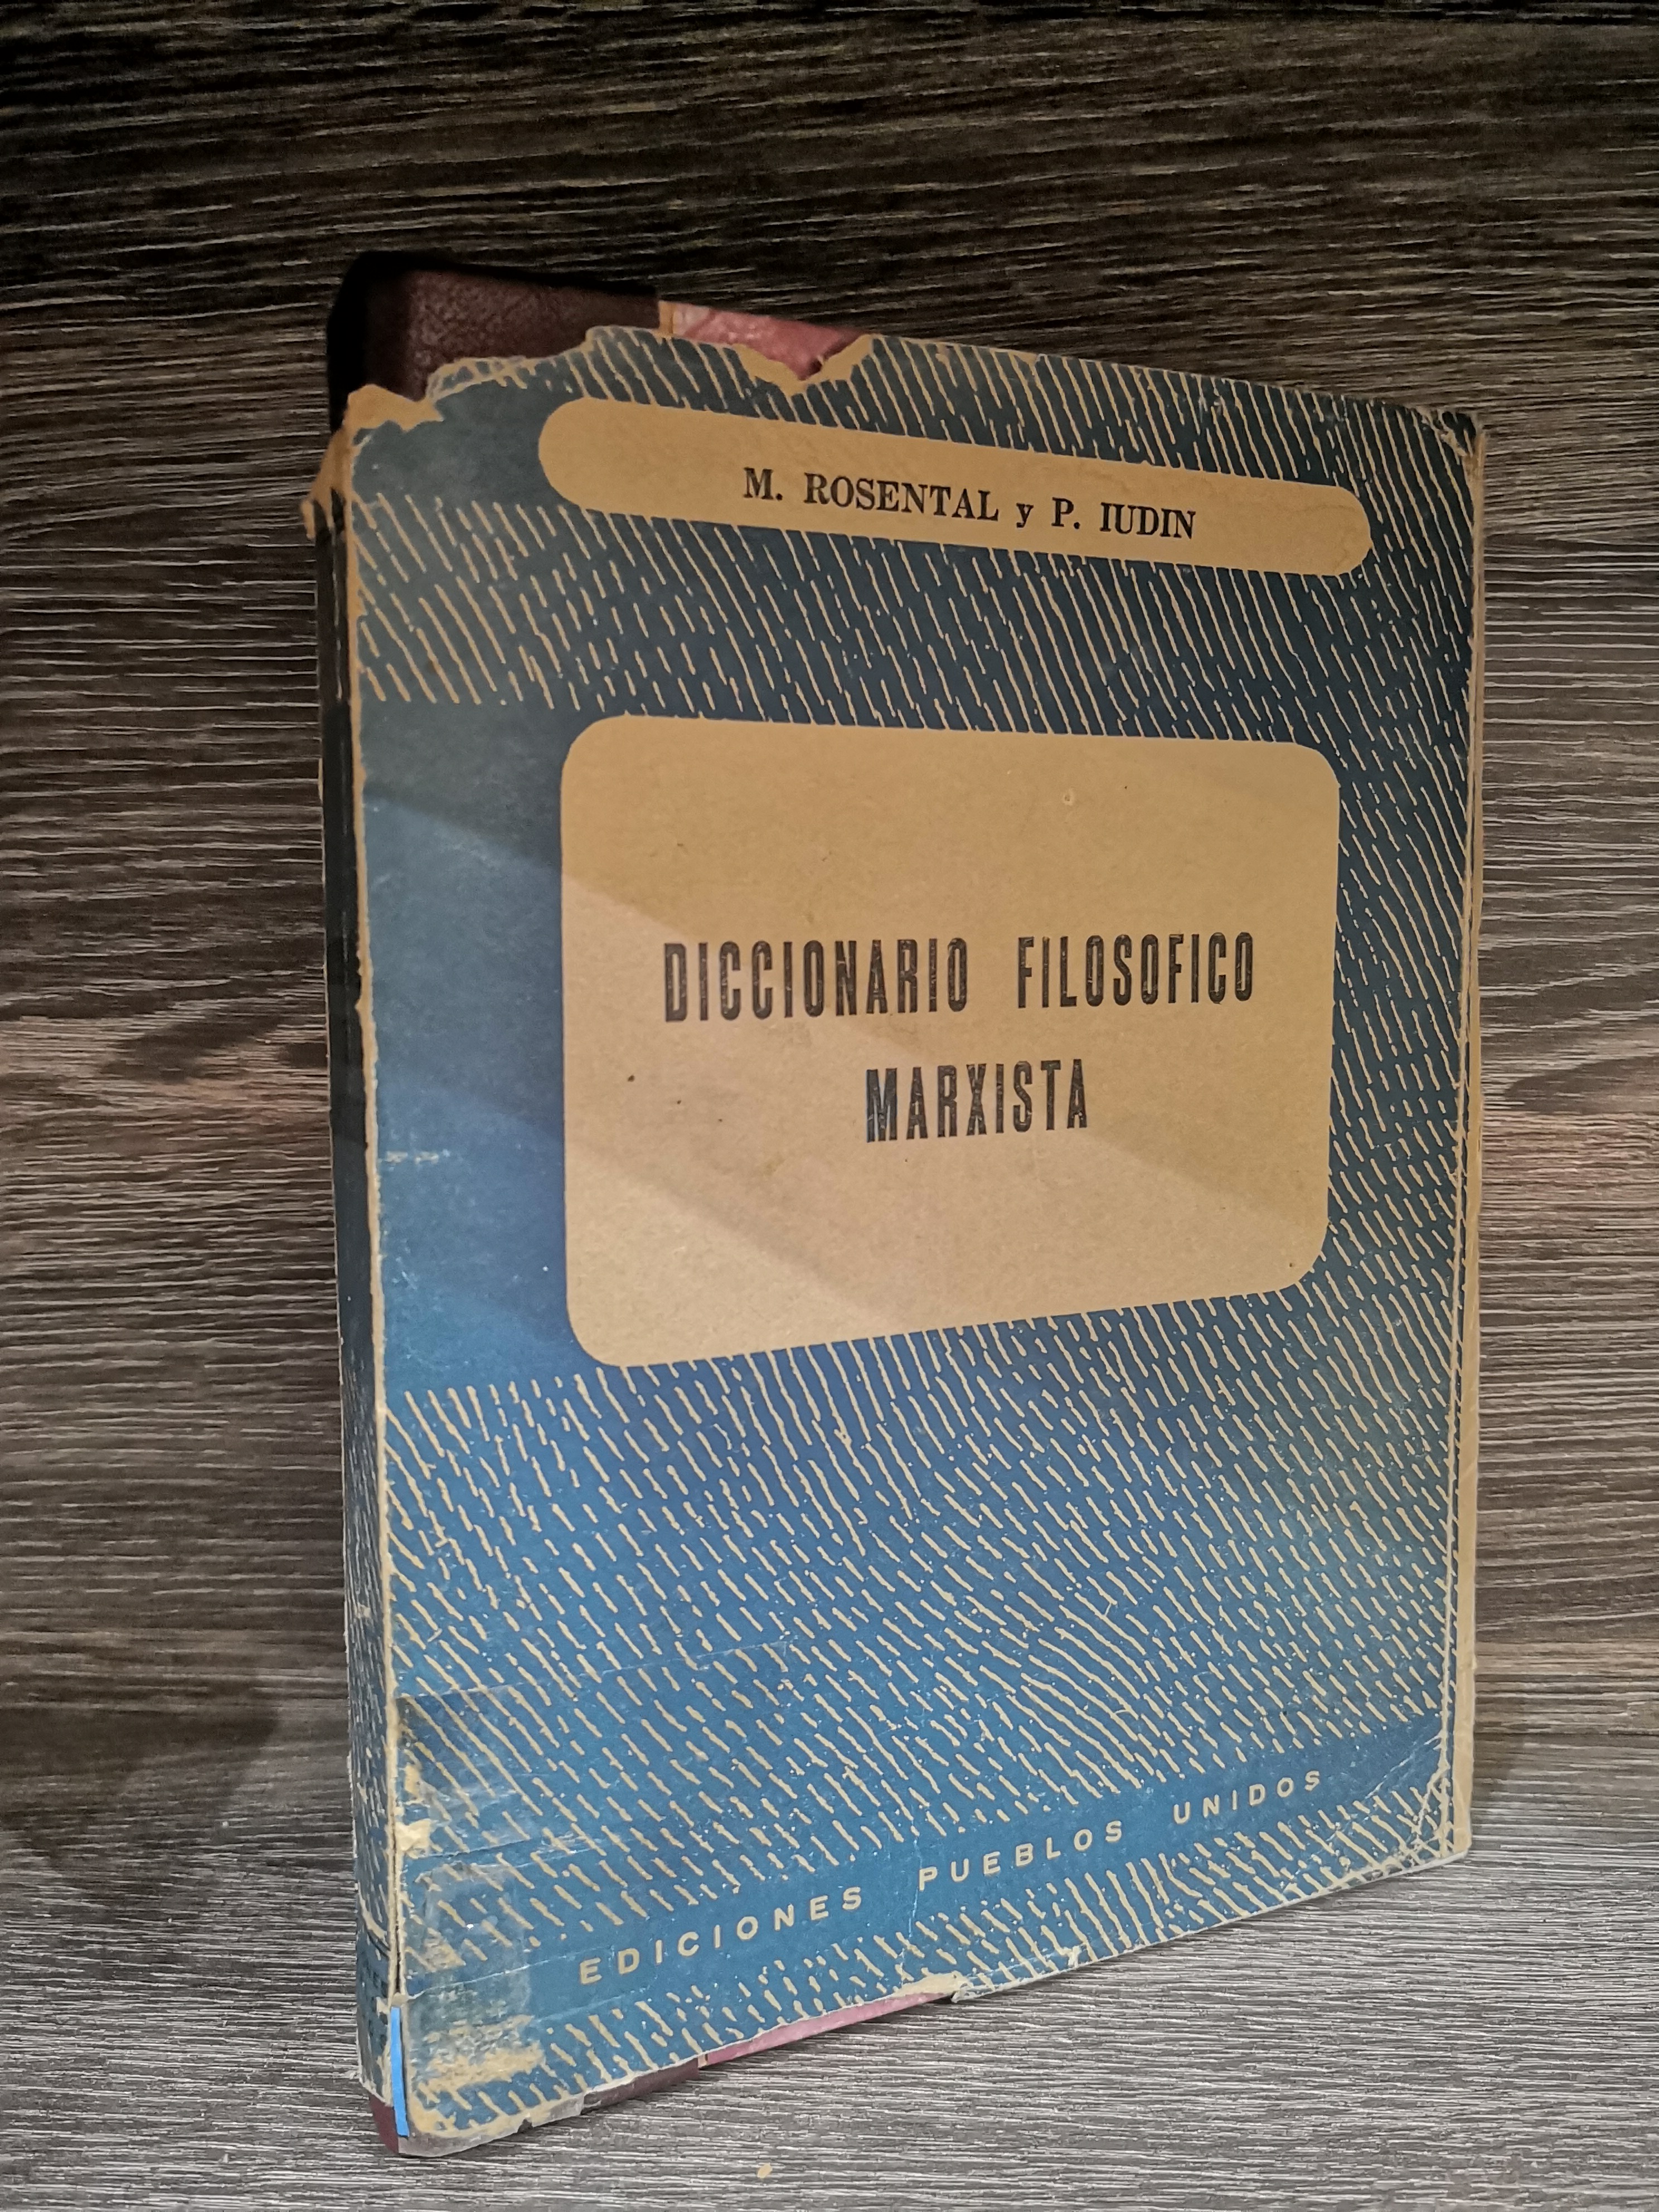 M. ROSENTAL y P. IUDIN
DICCIONARIO FILOSOFICO
MARXISTA
EDICIONES PUEBLOS UNIDOS